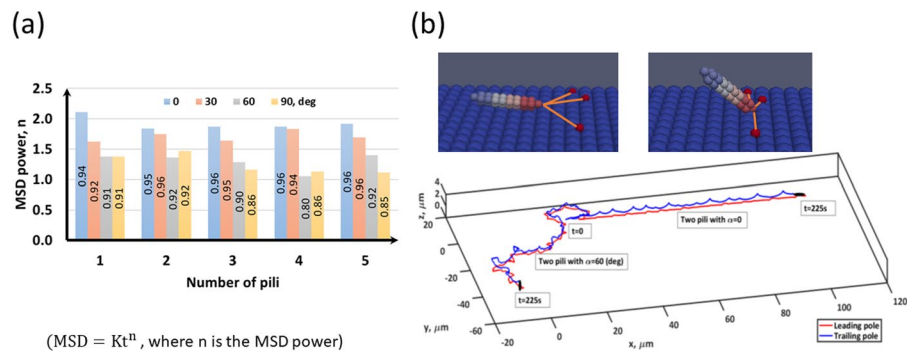 (a)
(b)
2.5
2.0
1.5
1.0
0.5
0.0
MSD power, n
0 30 60 90, deg
0.94 0.92 0.91 0.91
0.95 0.96 0.92 0.92
0.96 0.95 0.90 0.86
0.96 0.94 0.80 0.86
0.96 0.96 0.92 0.85
1 2 3 4 5
Number of pili
(MSD = Ktⁿ , where n is the MSD power)
z, μm
4
2
0
20
0
-20
-40
-60
y, μm
-20 0 20 40 60 80 100 120
x, μm
t=225s
Two pili with α=0
t=0
Two pili with α=60 (deg)
t=225s
Leading pole
Trailing pole